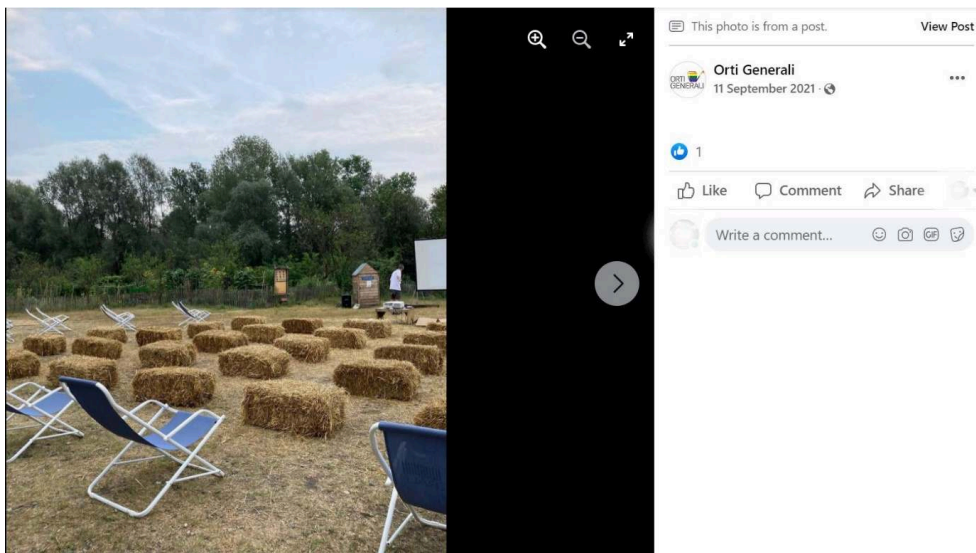 This photo is from a post.
View Post
ORTI
GENERALI
Orti Generali
11 September 2021 ·
1
Like
Comment
Share
Write a comment...
GIF